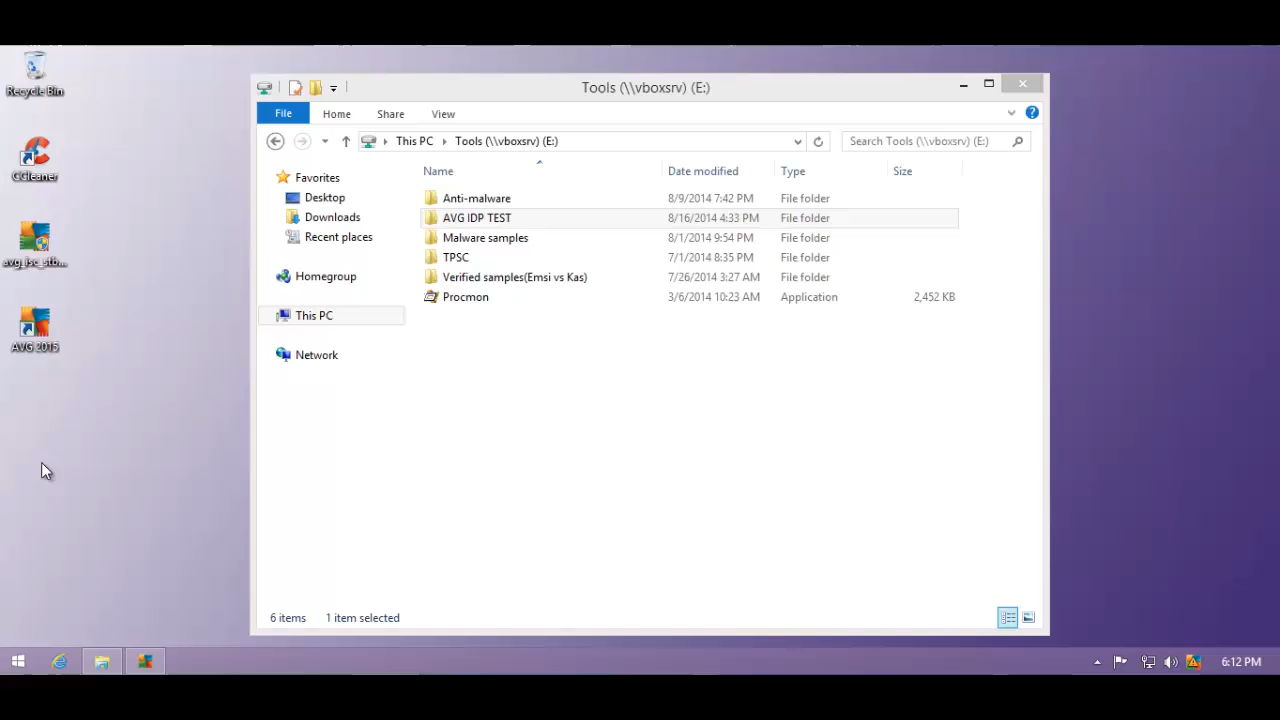 Recycle Bin
CCleaner
avg_isc_stb...
AVG 2015
Tools (\\vboxsrv) (E:)
File Home Share View
This PC Tools (\\vboxsrv) (E:) Search Tools (\\vboxsrv) (E:)
Name Date modified Type Size
Favorites
Desktop
Downloads
Recent places
Homegroup
This PC
Network
Anti-malware 8/9/2014 7:42 PM File folder
AVG IDP TEST 8/16/2014 4:33 PM File folder
Malware samples 8/1/2014 9:54 PM File folder
TPSC 7/1/2014 8:35 PM File folder
Verified samples(Emsi vs Kas) 7/26/2014 3:27 AM File folder
Procmon 3/6/2014 10:23 AM Application 2,452 KB
6 items 1 item selected
6:12 PM